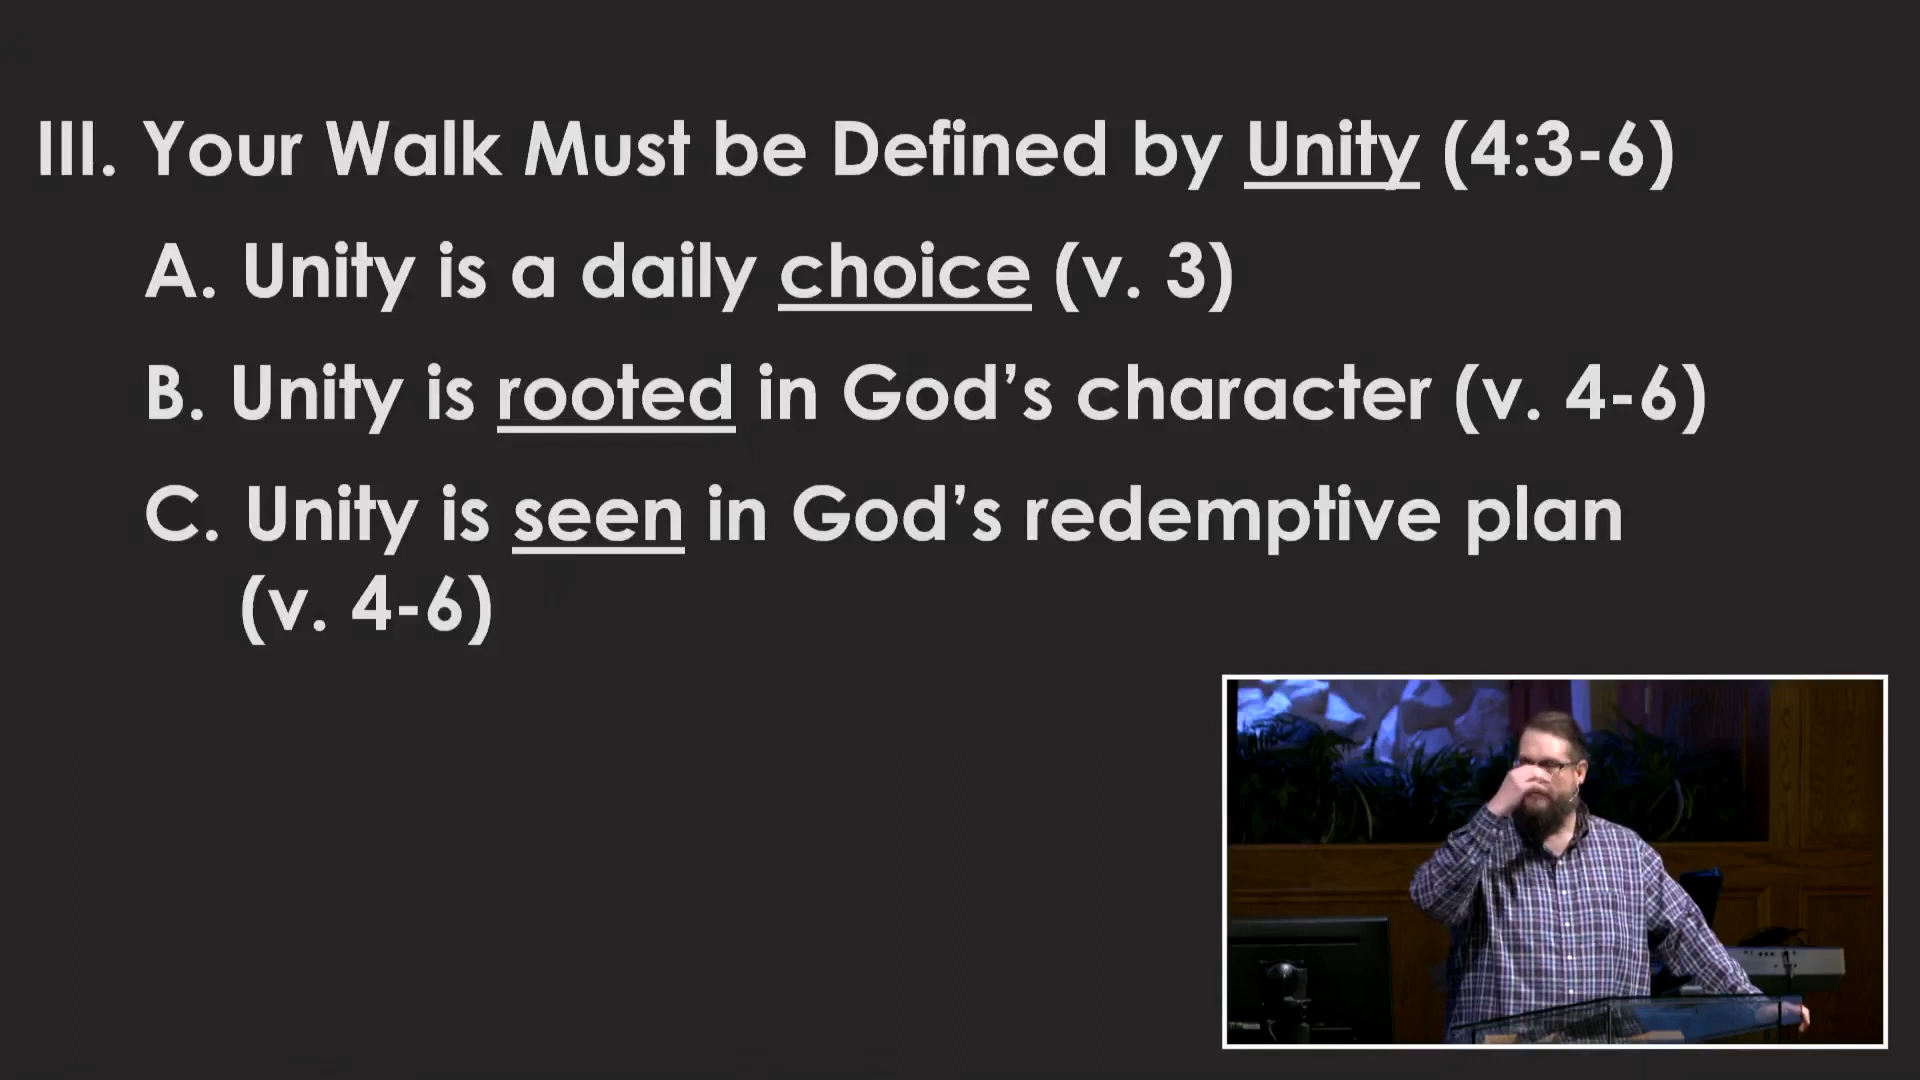 III. Your Walk Must be Defined by Unity (4:3-6)
A. Unity is a daily choice (v. 3)
B. Unity is rooted in God’s character (v. 4-6)
C. Unity is seen in God’s redemptive plan
(v. 4-6)